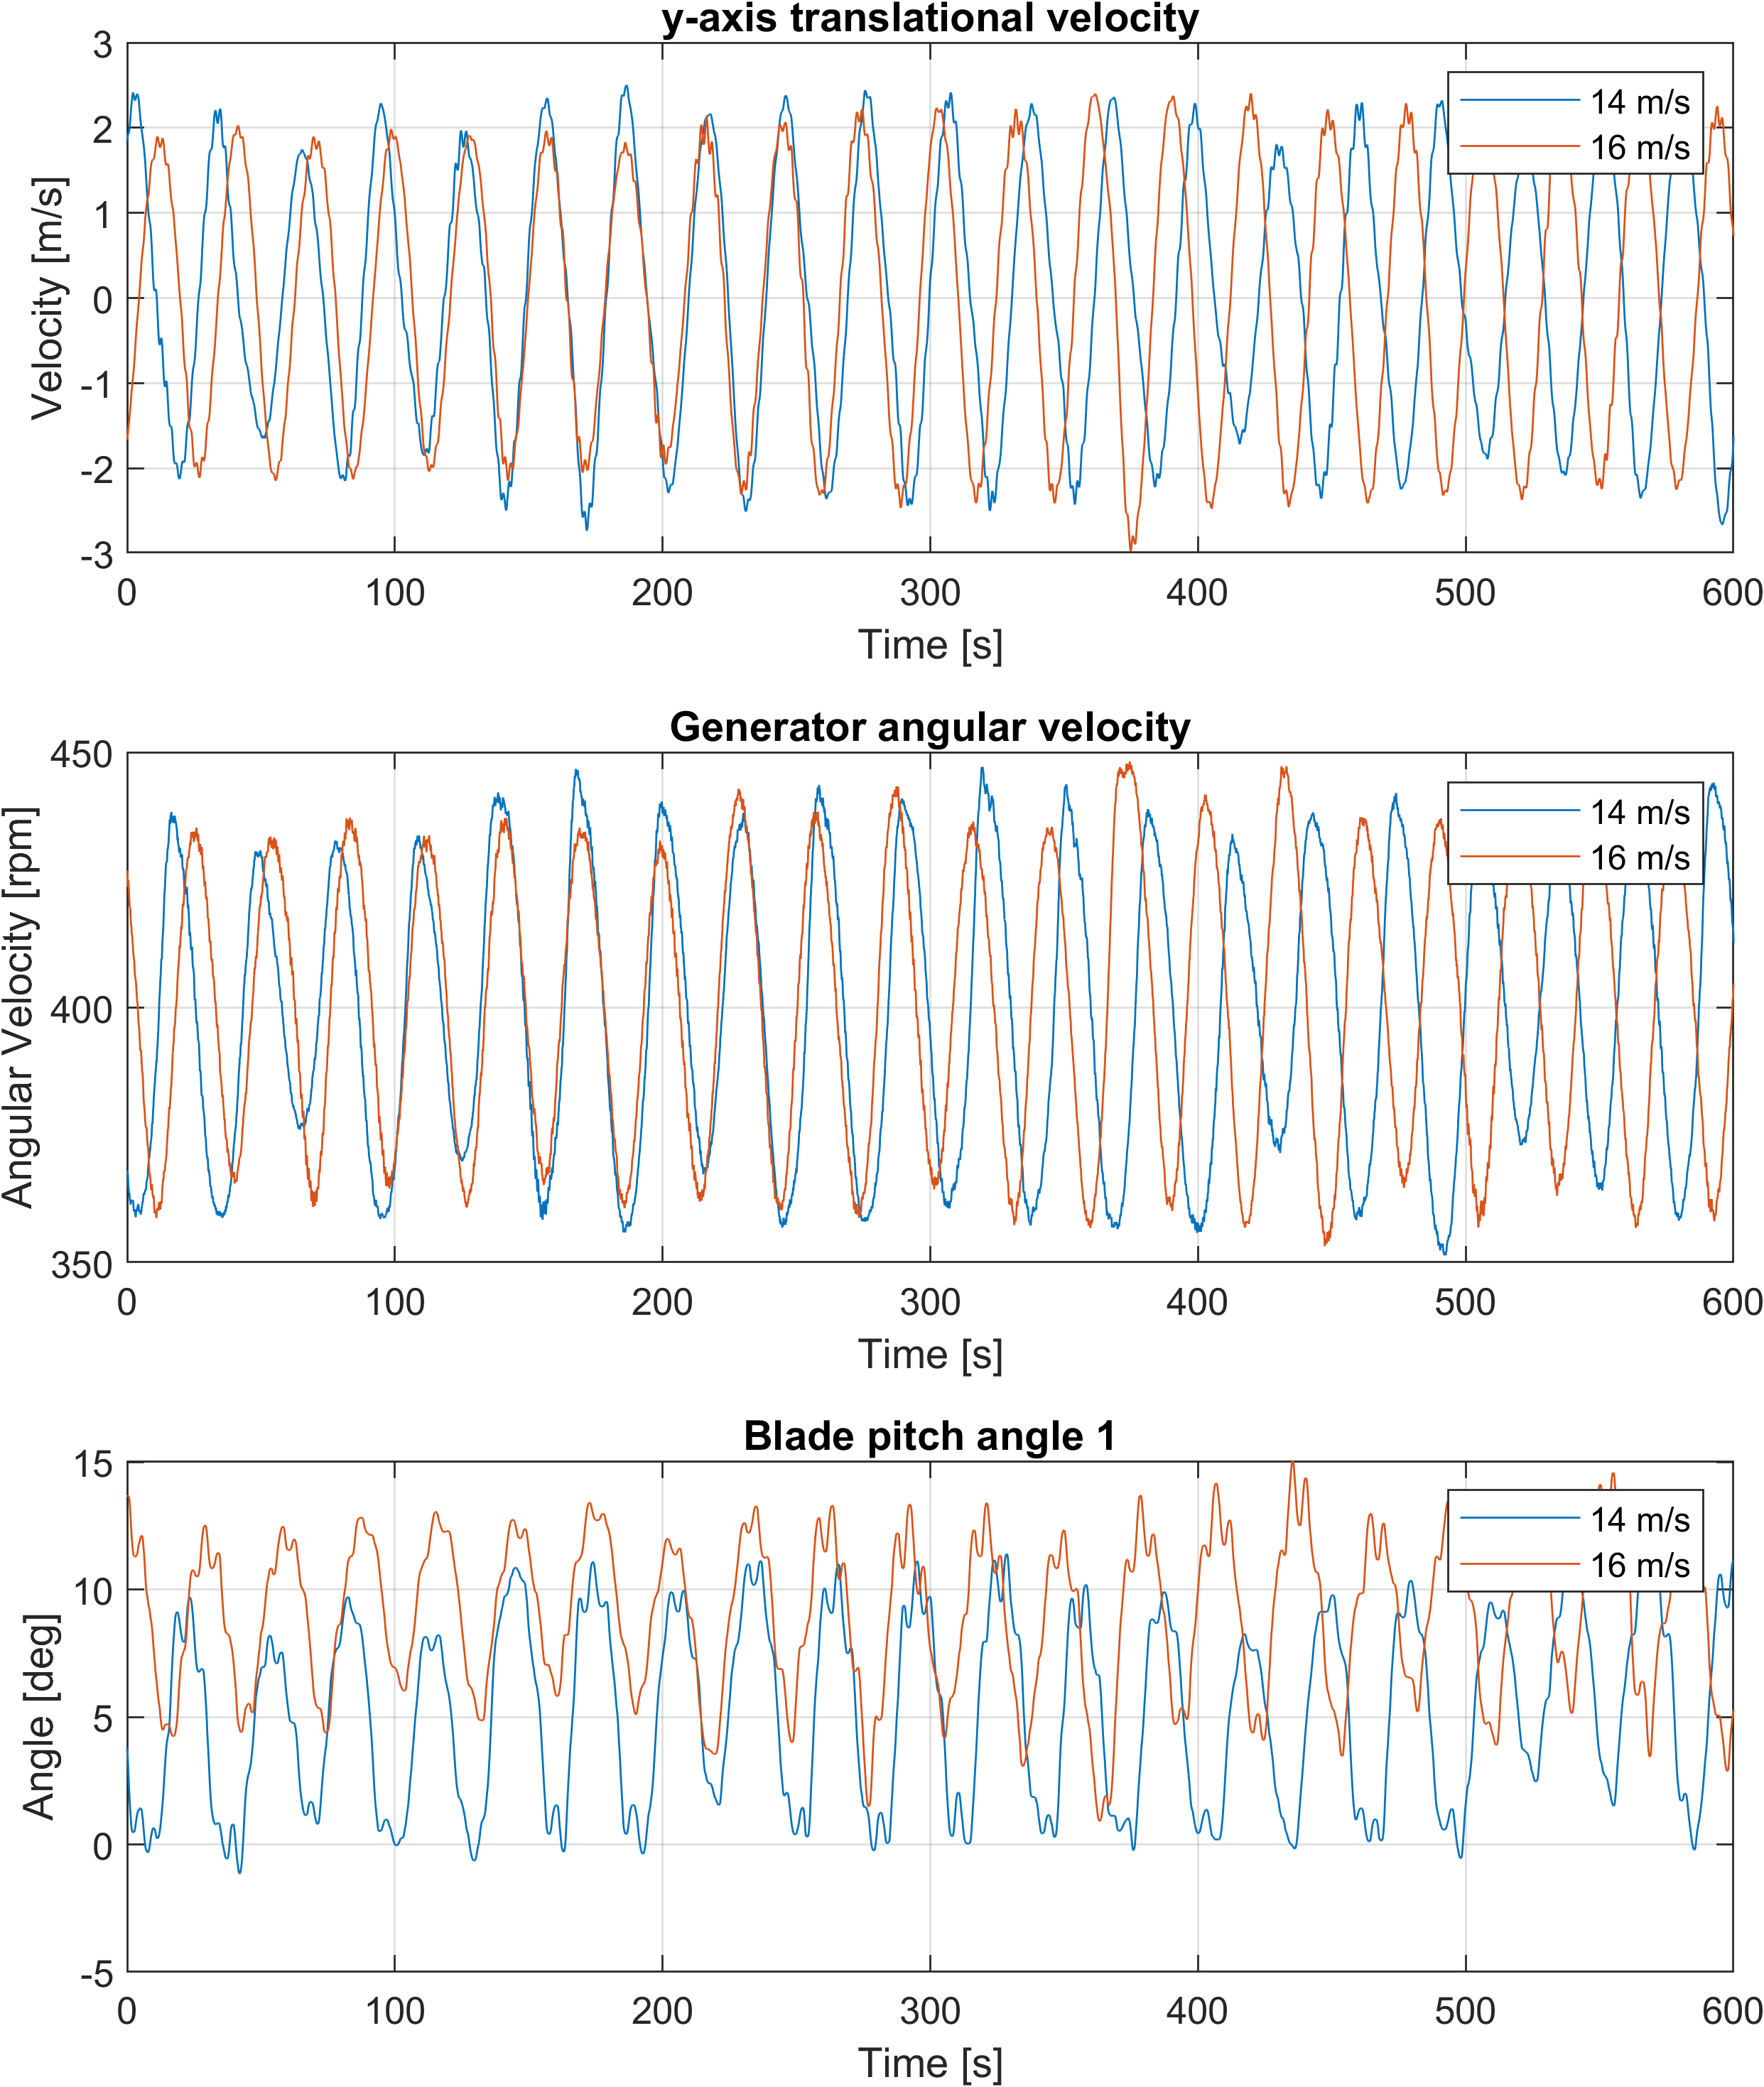 y-axis translational velocity
3
2
1
0
-1
-2
-3
Velocity [m/s]
14 m/s
16 m/s
0 100 200 300 400 500 600
Time [s]
Generator angular velocity
450
400
350
Angular Velocity [rpm]
14 m/s
16 m/s
0 100 200 300 400 500 600
Time [s]
Blade pitch angle 1
15
10
5
0
-5
Angle [deg]
14 m/s
16 m/s
0 100 200 300 400 500 600
Time [s]